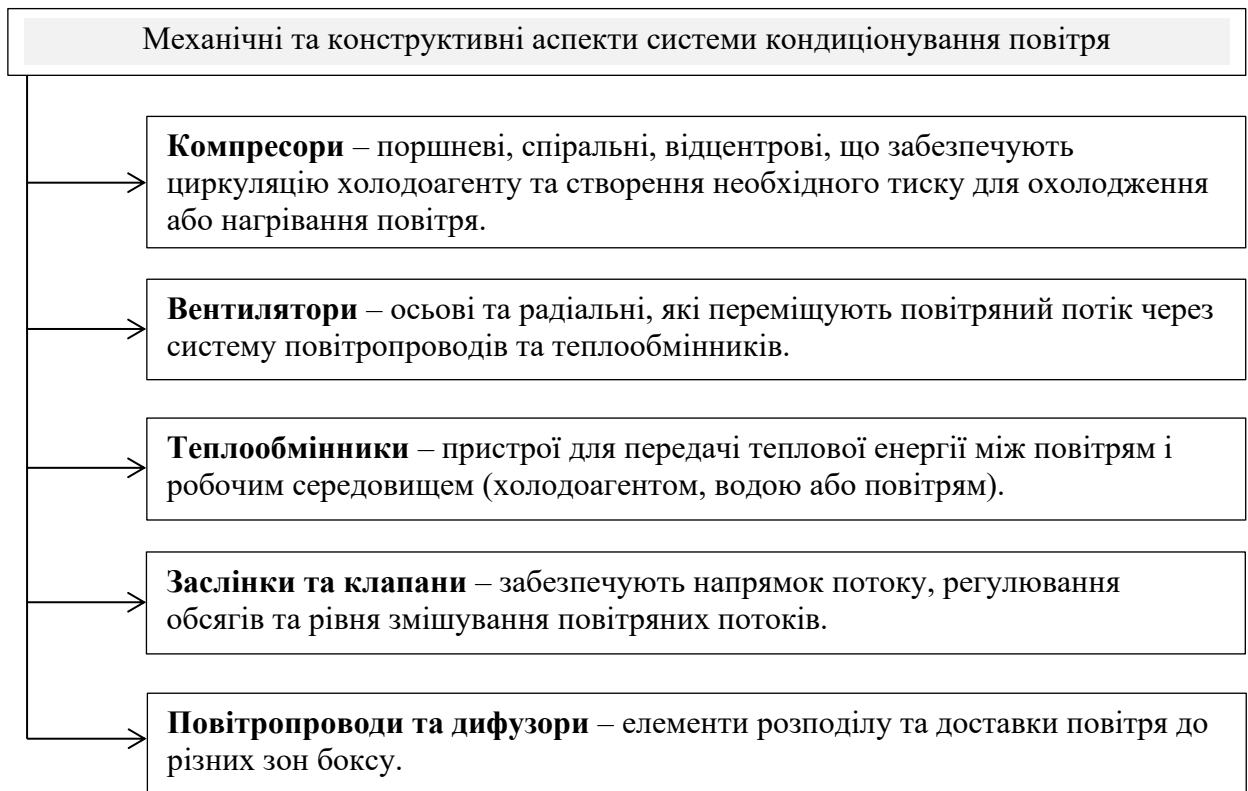 Механічні та конструктивні аспекти системи кондиціонування повітря
Компресори – поршневі, спіральні, відцентрові, що забезпечують
циркуляцію холодоагенту та створення необхідного тиску для охолодження
або нагрівання повітря.
Вентилятори – осьові та радіальні, які переміщують повітряний потік через
систему повітропроводів та теплообмінників.
Теплообмінники – пристрої для передачі теплової енергії між повітрям і
робочим середовищем (холодоагентом, водою або повітрям).
Заслінки та клапани – забезпечують напрямок потоку, регулювання
обсягів та рівня змішування повітряних потоків.
Повітропроводи та дифузори – елементи розподілу та доставки повітря до
різних зон боксу.